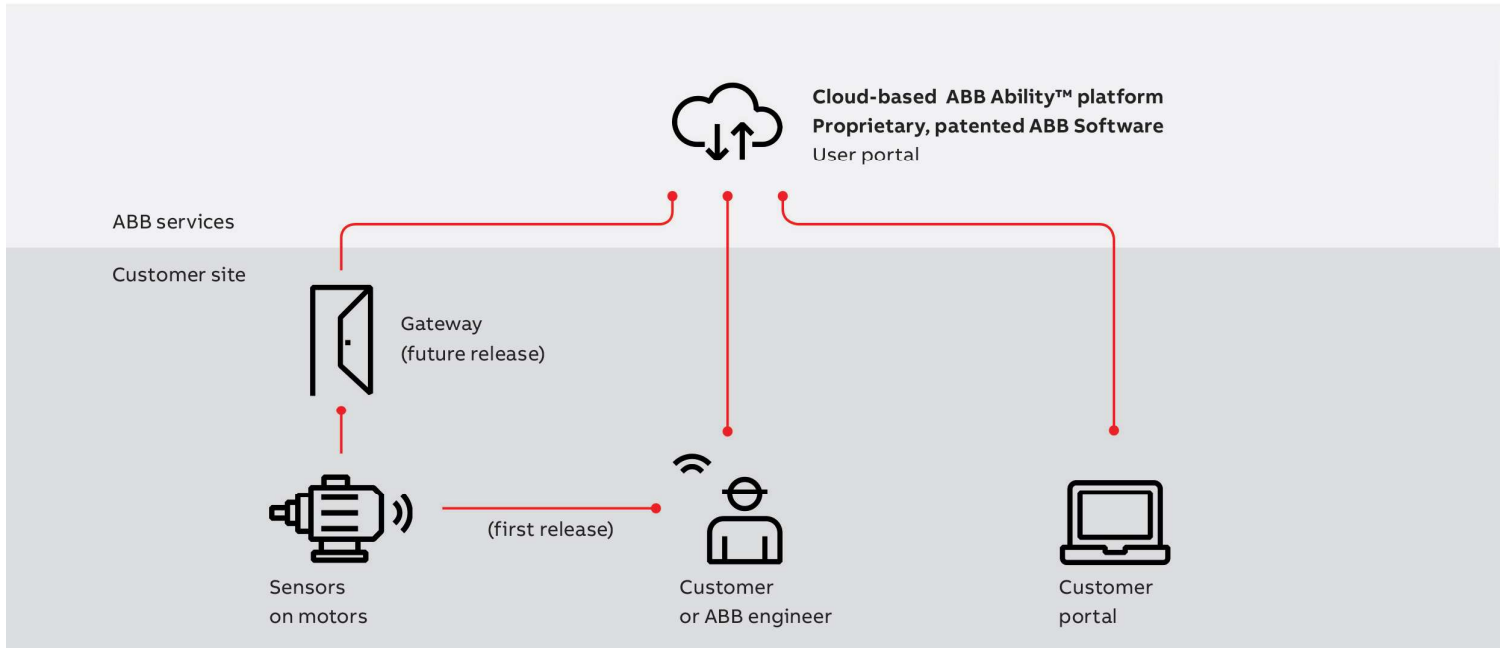 Cloud-based ABB Ability™ platform
Proprietary, patented ABB Software
User portal
ABB services
Customer site
Gateway
(future release)
(first release)
Sensors
on motors
Customer
or ABB engineer
Customer
portal